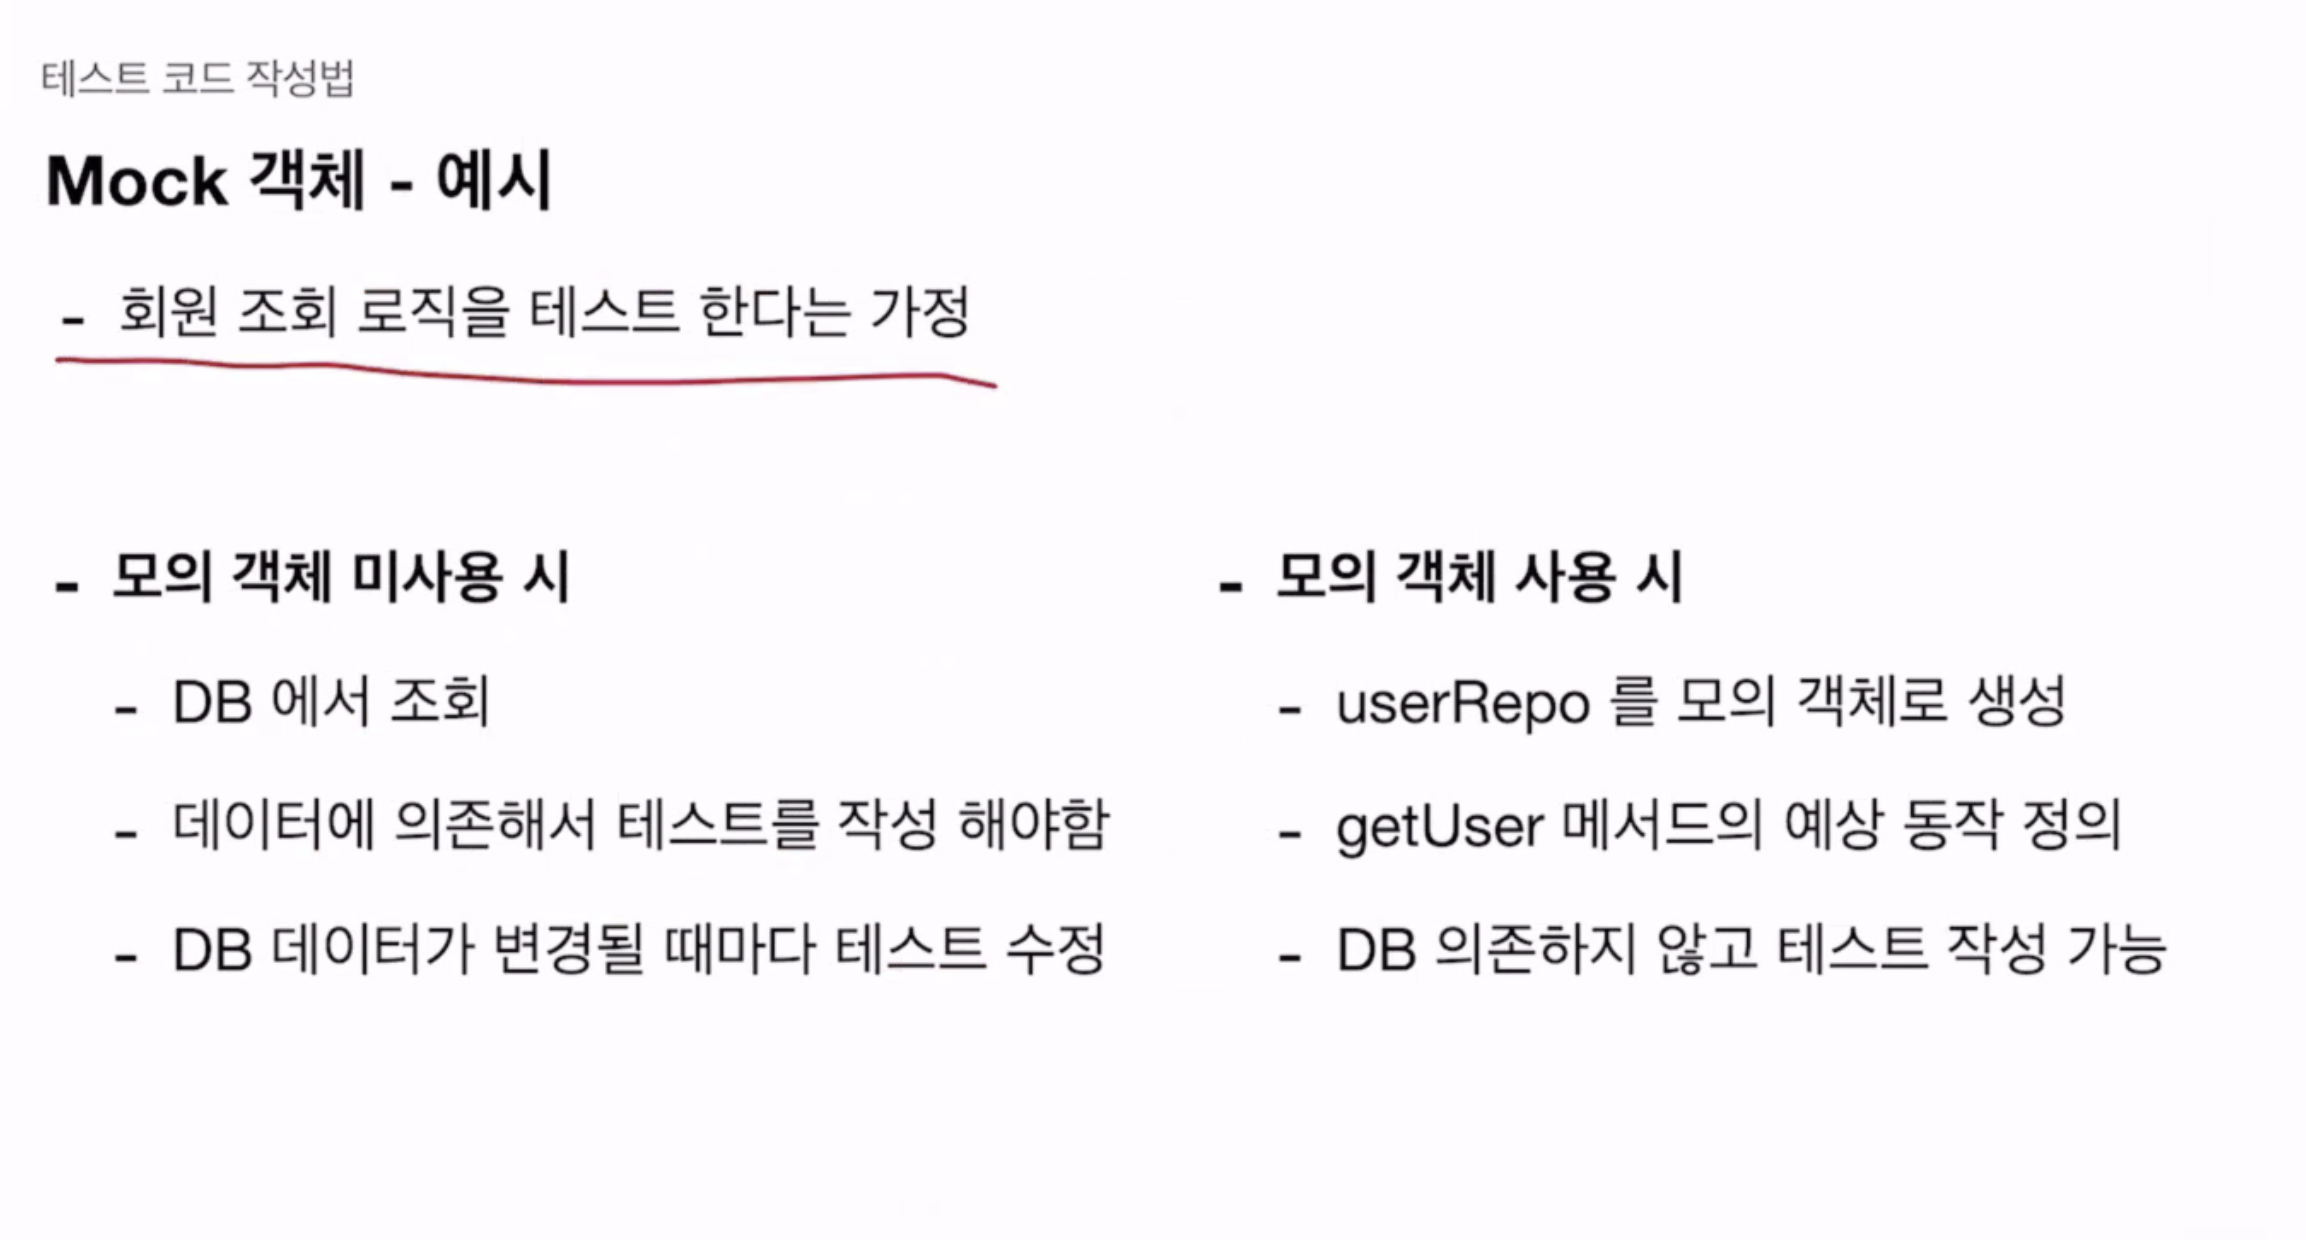 테스트 코드 작성법
Mock 객체 - 예시
- 회원 조회 로직을 테스트 한다는 가정
- 모의 객체 미사용 시
- DB 에서 조회
- 데이터에 의존해서 테스트를 작성 해야함
- DB 데이터가 변경될 때마다 테스트 수정
- 모의 객체 사용 시
- userRepo 를 모의 객체로 생성
- getUser 메서드의 예상 동작 정의
- DB 의존하지 않고 테스트 작성 가능